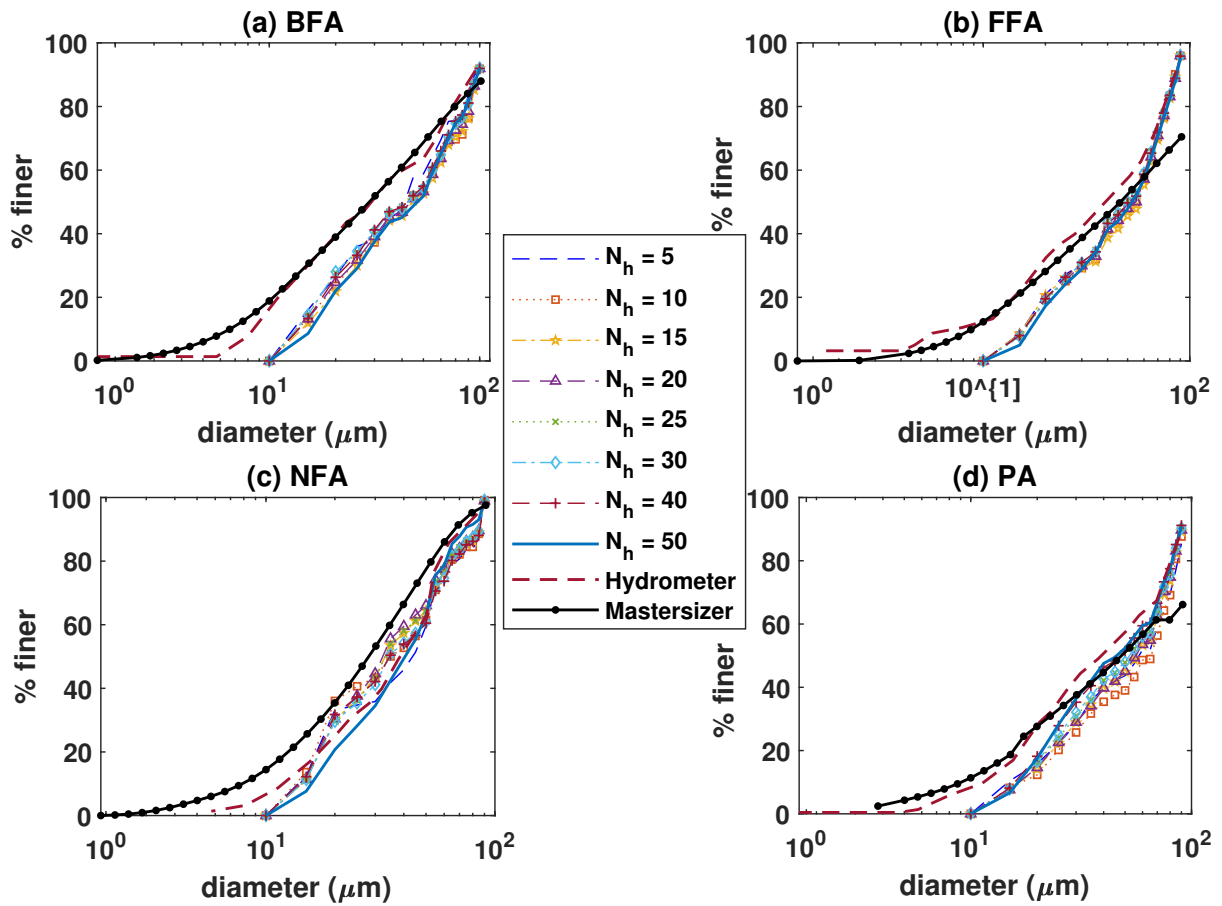 (a) BFA
100
80
60
40
20
0
% finer
10^0
10^1
10^2
diameter (μm)
(b) FFA
100
80
60
40
20
0
% finer
10^0
10^{1]
10^2
diameter (μm)
N_h = 5
N_h = 10
N_h = 15
N_h = 20
N_h = 25
N_h = 30
N_h = 40
N_h = 50
Hydrometer
Mastersizer
(c) NFA
100
80
60
40
20
0
% finer
10^0
10^1
10^2
diameter (μm)
(d) PA
100
80
60
40
20
0
% finer
10^0
10^1
10^2
diameter (μm)